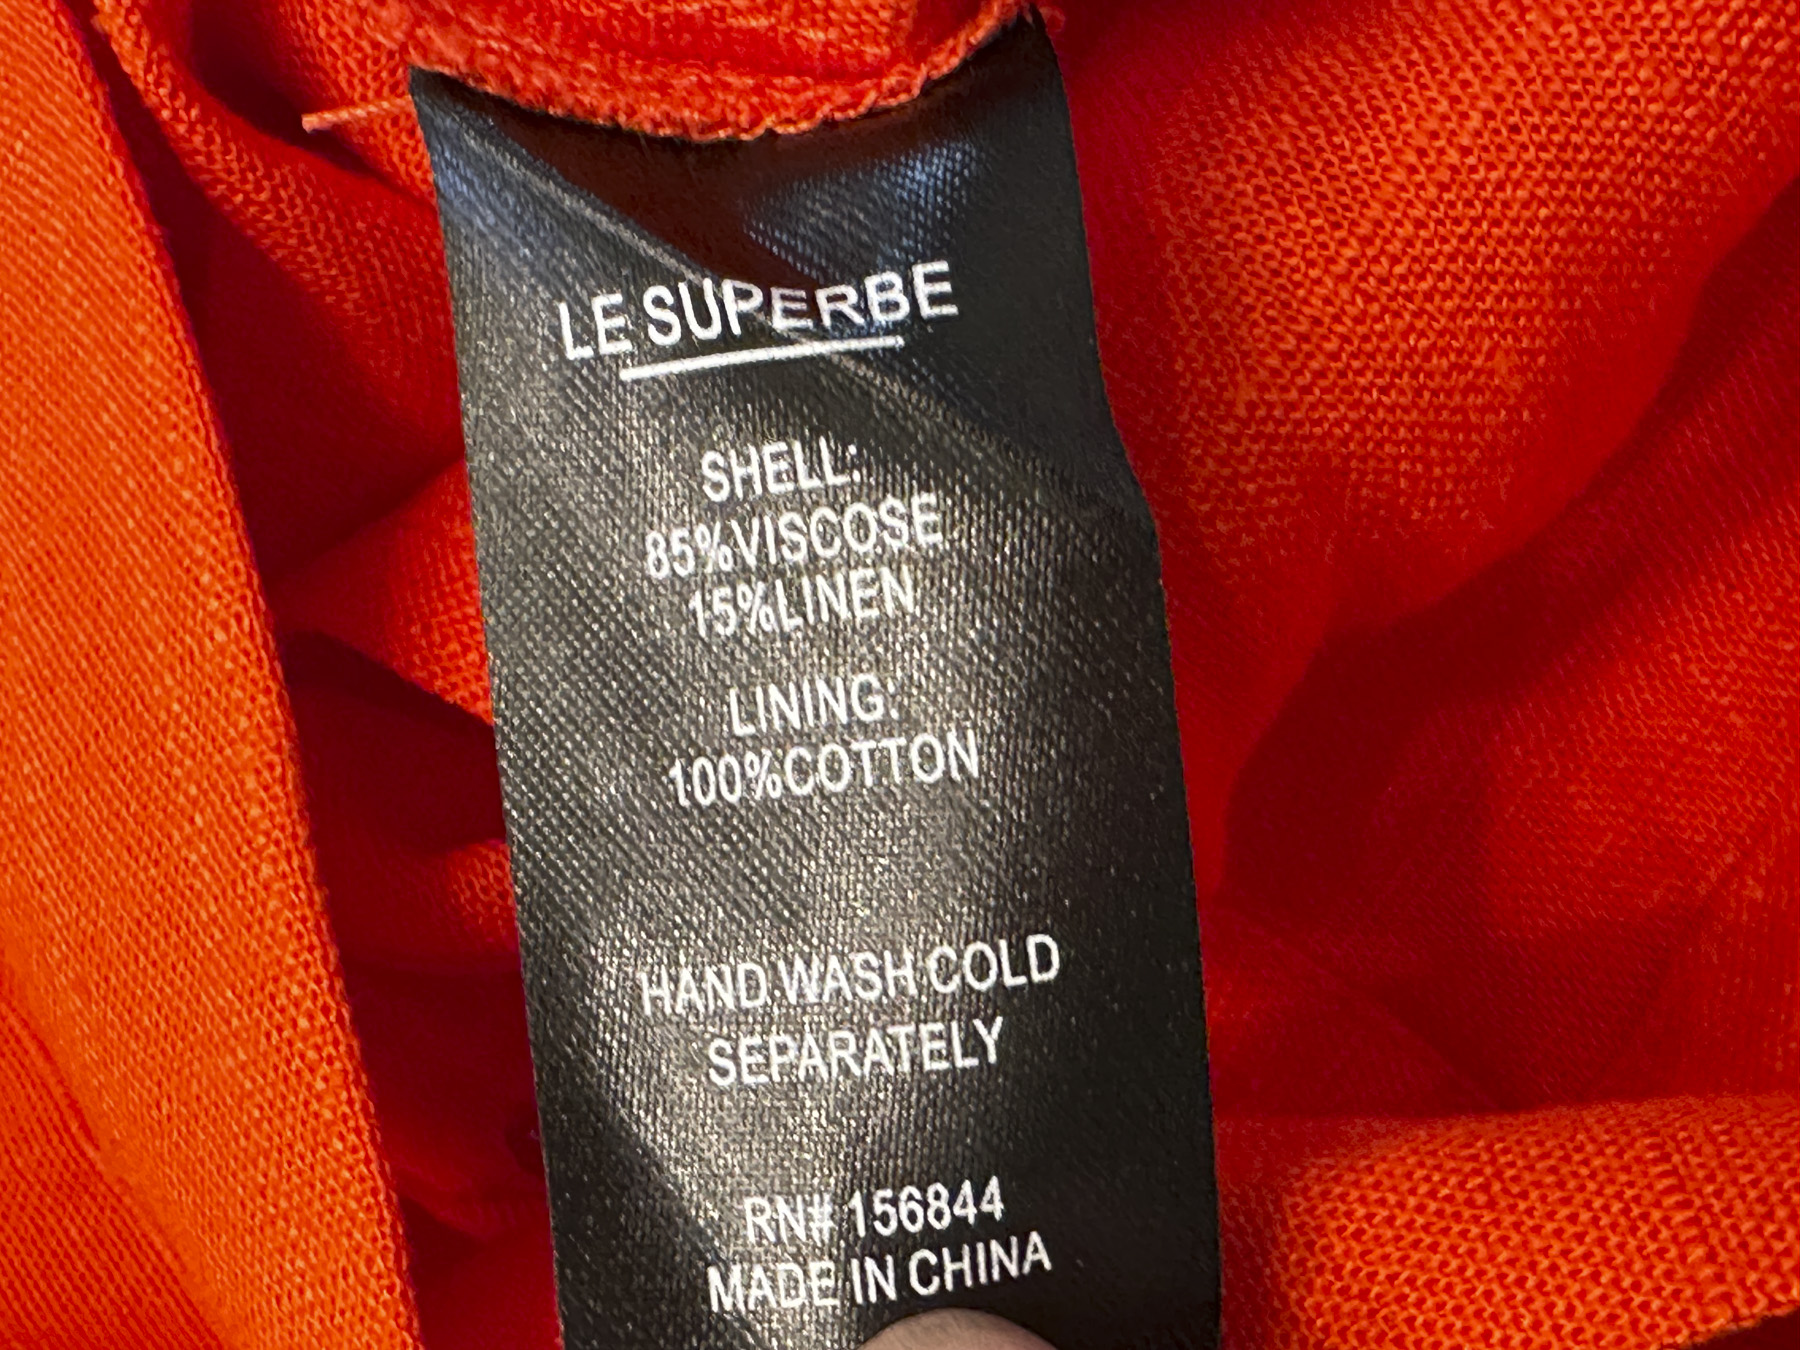 LE SUPERBE
SHELL:
85%VISCOSE
15%LINEN
LINING:
100%COTTON
HAND WASH COLD
SEPARATELY
RN# 156844
MADE IN CHINA